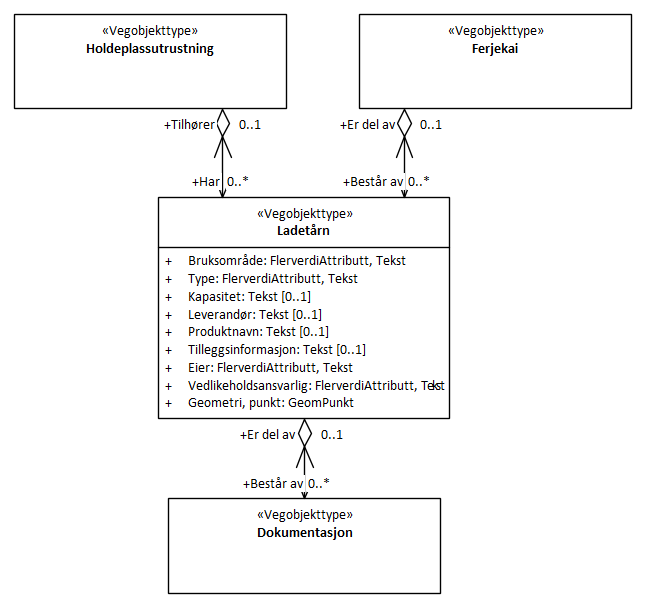 «Vegobjekttype»
Holdeplassutrustning
«Vegobjekttype»
Ferjekai
+Tilhører 0..1
+Er del av 0..1
+Har 0..*
+Består av 0..*
«Vegobjekttype»
Ladetårn
+ Bruksområde: FlerverdiAttributt, Tekst
+ Type: FlerverdiAttributt, Tekst
+ Kapasitet: Tekst [0..1]
+ Leverandør: Tekst [0..1]
+ Produktnavn: Tekst [0..1]
+ Tilleggsinformasjon: Tekst [0..1]
+ Eier: FlerverdiAttributt, Tekst
+ Vedlikeholdsansvarlig: FlerverdiAttributt, Tekst
+ Geometri, punkt: GeomPunkt
+Er del av 0..1
+Består av 0..*
«Vegobjekttype»
Dokumentasjon